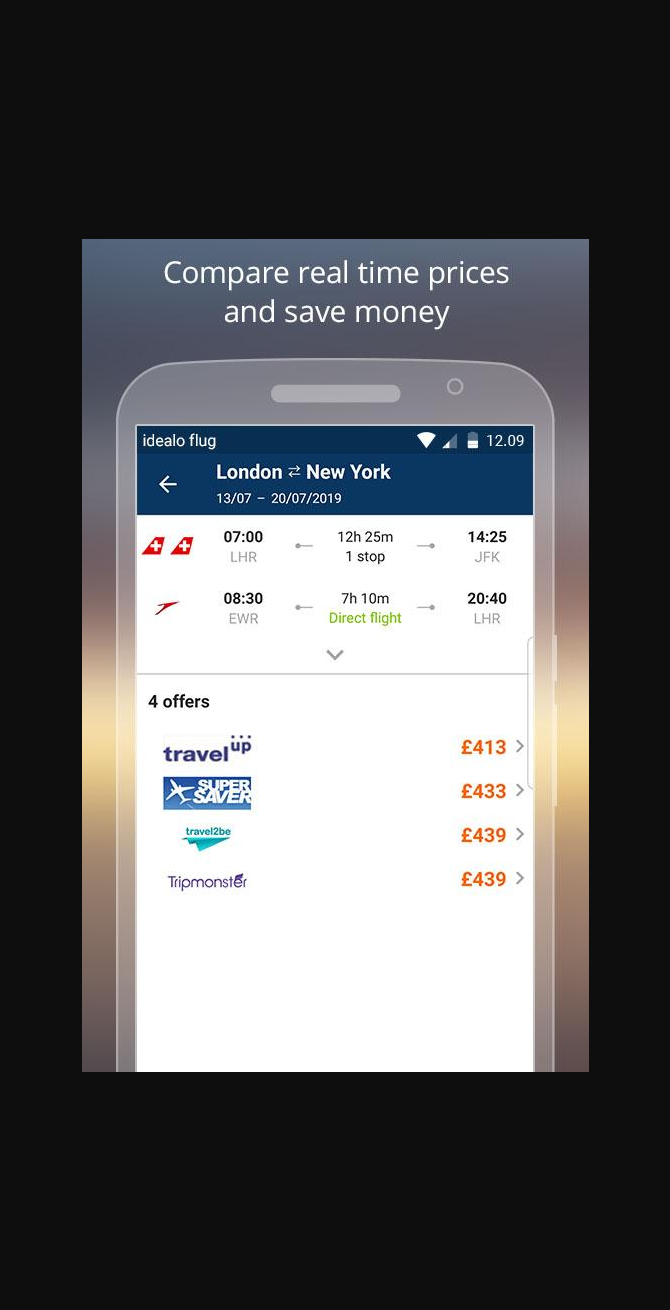 Compare real time prices
and save money
idealo flug 12.09
London ⇄ New York
13/07 – 20/07/2019
07:00 12h 25m 14:25
LHR 1 stop JFK
08:30 7h 10m 20:40
EWR Direct flight LHR
4 offers
travelup £413
SUPER SAVER £433
travel2be £439
Tripmonster £439